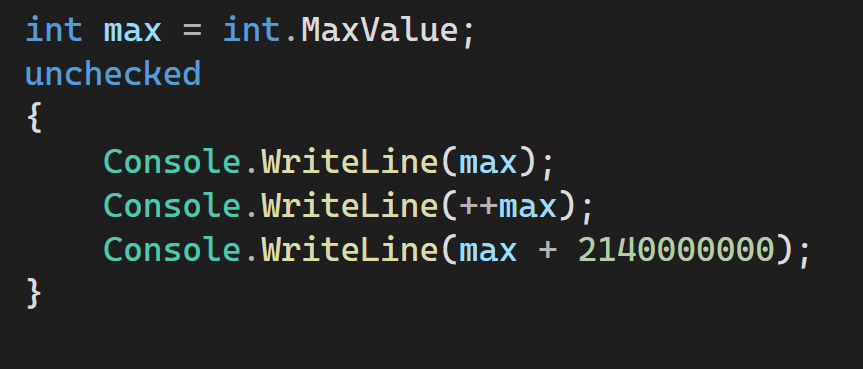 int max = int.MaxValue;
unchecked
{
    Console.WriteLine(max);
    Console.WriteLine(++max);
    Console.WriteLine(max + 2140000000);
}